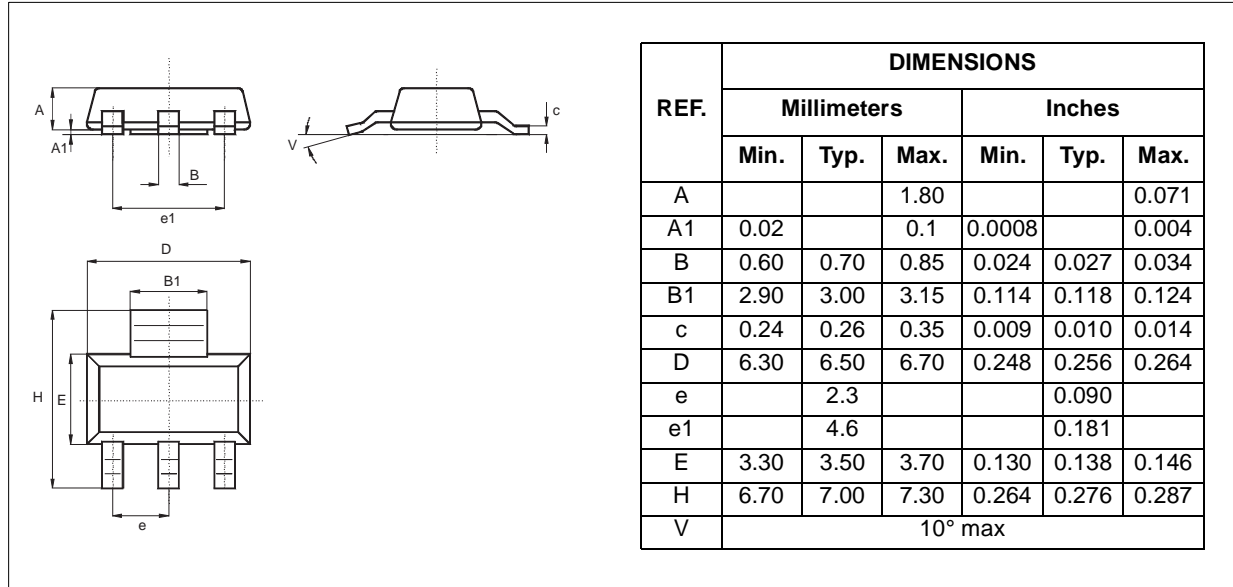 A
A1
B
e1
V
c
D
B1
H
E
e
REF.
DIMENSIONS
Millimeters Inches
Min. Typ. Max. Min. Typ. Max.
A 1.80 0.071
A1 0.02 0.1 0.0008 0.004
B 0.60 0.70 0.85 0.024 0.027 0.034
B1 2.90 3.00 3.15 0.114 0.118 0.124
c 0.24 0.26 0.35 0.009 0.010 0.014
D 6.30 6.50 6.70 0.248 0.256 0.264
e 2.3 0.090
e1 4.6 0.181
E 3.30 3.50 3.70 0.130 0.138 0.146
H 6.70 7.00 7.30 0.264 0.276 0.287
V 10° max